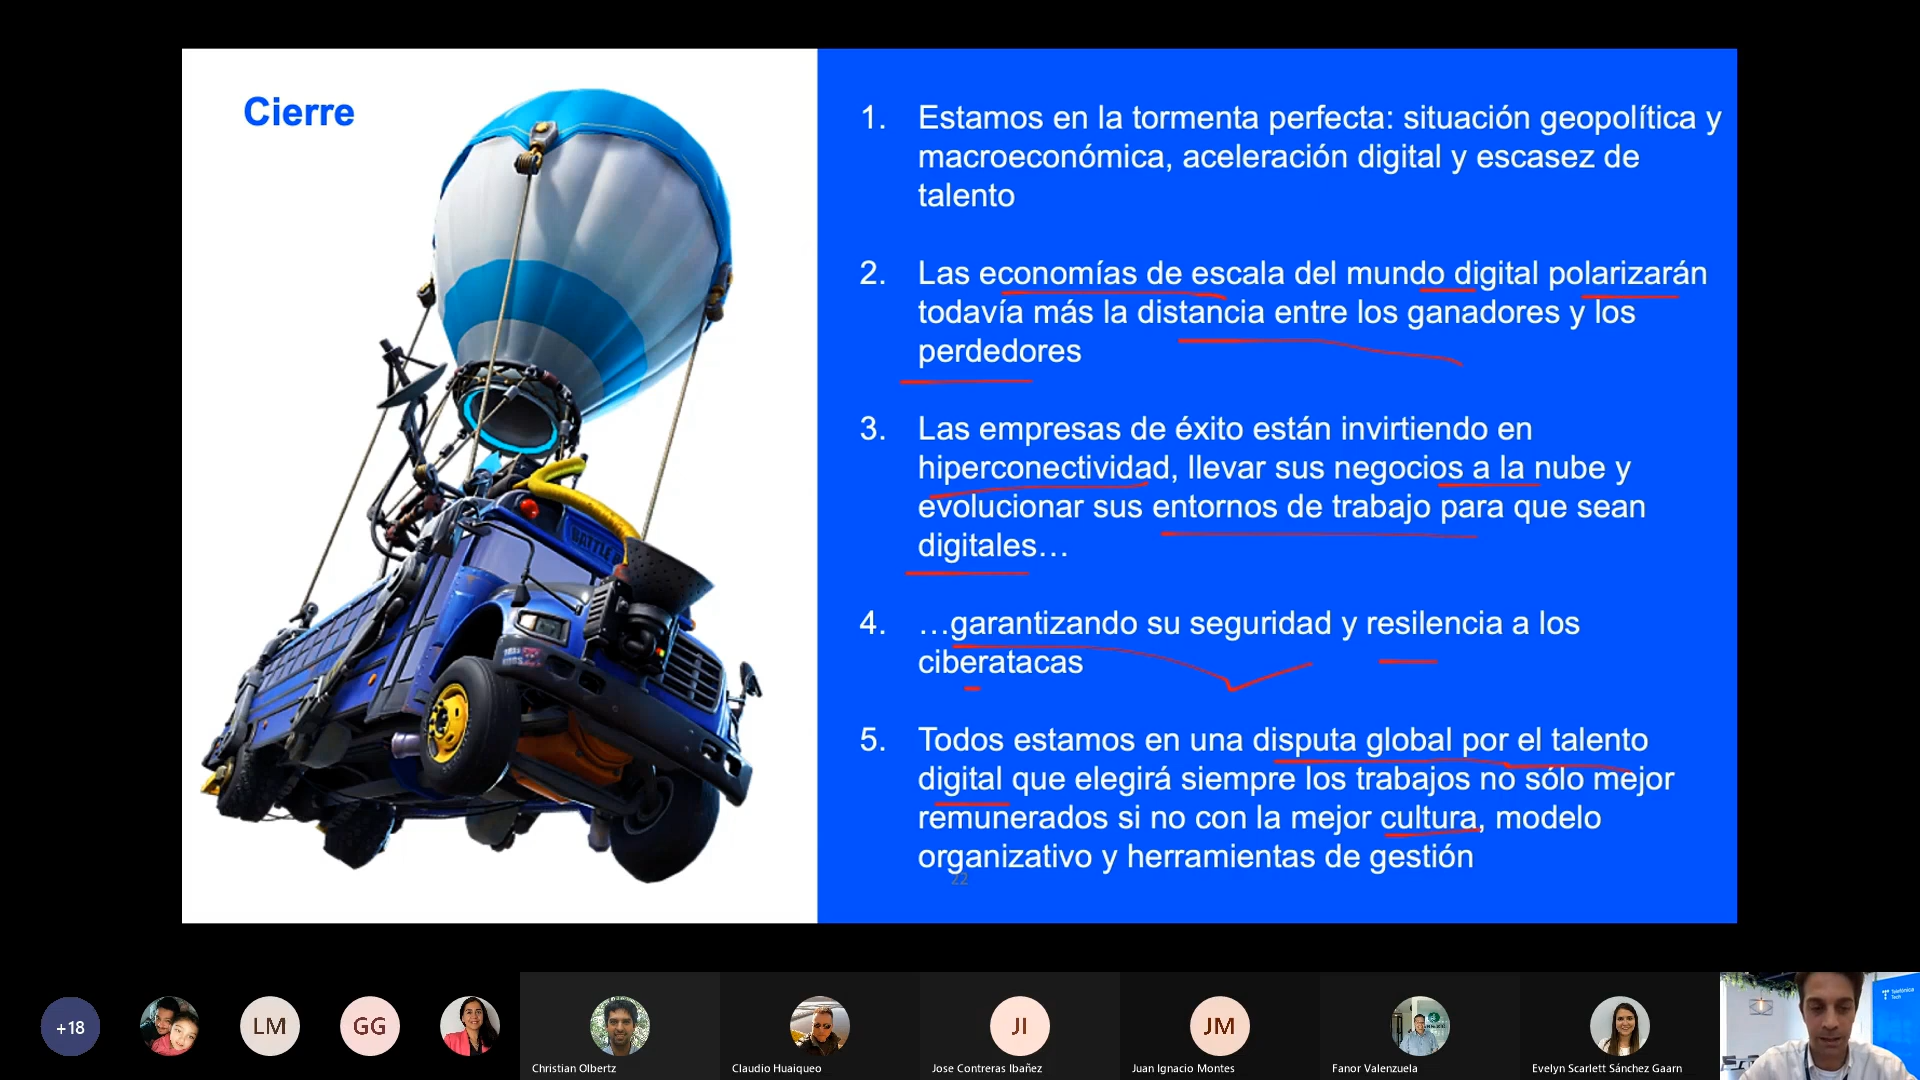 Cierre
BATTLE
1. Estamos en la tormenta perfecta: situación geopolítica y
macroeconómica, aceleración digital y escasez de
talento
2. Las economías de escala del mundo digital polarizarán
todavía más la distancia entre los ganadores y los
perdedores
3. Las empresas de éxito están invirtiendo en
hiperconectividad, llevar sus negocios a la nube y
evolucionar sus entornos de trabajo para que sean
digitales…
4. …garantizando su seguridad y resilencia a los
ciberatacas
5. Todos estamos en una disputa global por el talento
digital que elegirá siempre los trabajos no sólo mejor
remunerados si no con la mejor cultura, modelo
organizativo y herramientas de gestión
22
+18
LM
GG
JI
JM
Christian Olbertz
Claudio Huaiqueo
Jose Contreras Ibañez
Juan Ignacio Montes
Fanor Valenzuela
Evelyn Scarlett Sánchez Gaarn
Telefónica
Tech